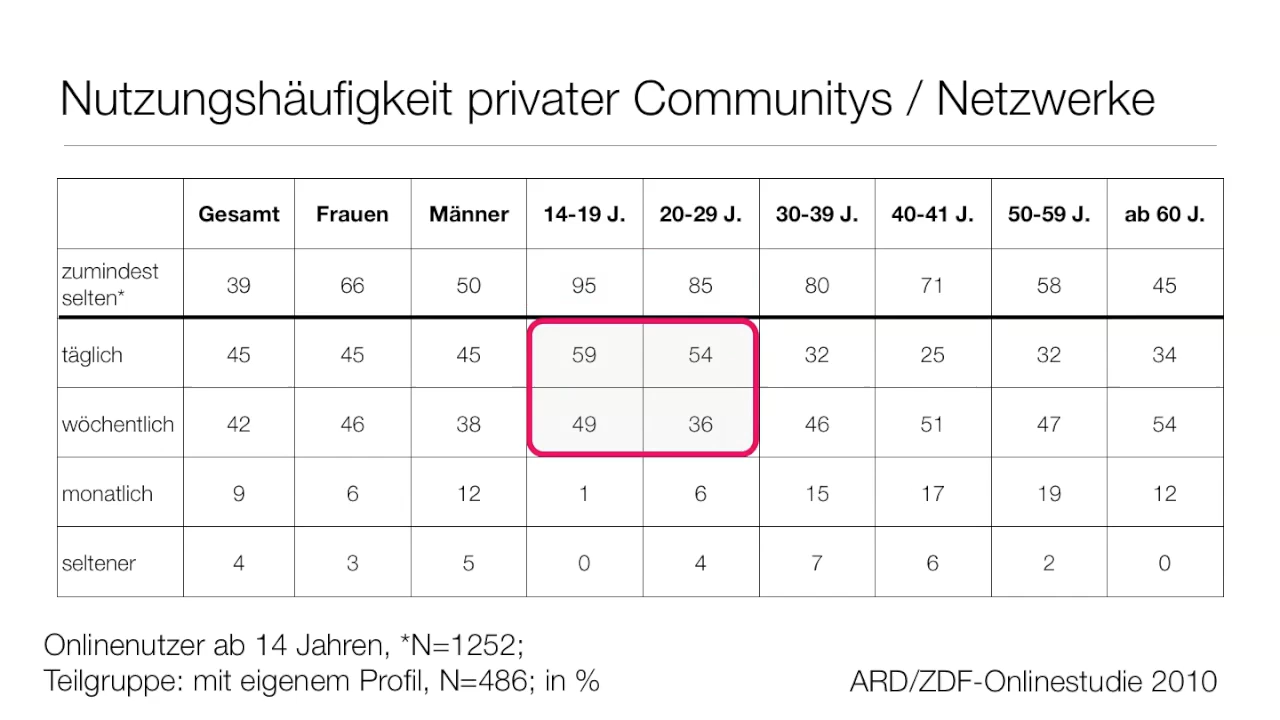 Nutzungshäufigkeit privater Communitys / Netzwerke
Gesamt Frauen Männer 14-19 J. 20-29 J. 30-39 J. 40-41 J. 50-59 J. ab 60 J.
zumindest
selten* 39 66 50 95 85 80 71 58 45
täglich 45 45 45 59 54 32 25 32 34
wöchentlich 42 46 38 49 36 46 51 47 54
monatlich 9 6 12 1 6 15 17 19 12
seltener 4 3 5 0 4 7 6 2 0
Onlinenutzer ab 14 Jahren, *N=1252;
Teilgruppe: mit eigenem Profil, N=486; in %
ARD/ZDF-Onlinestudie 2010